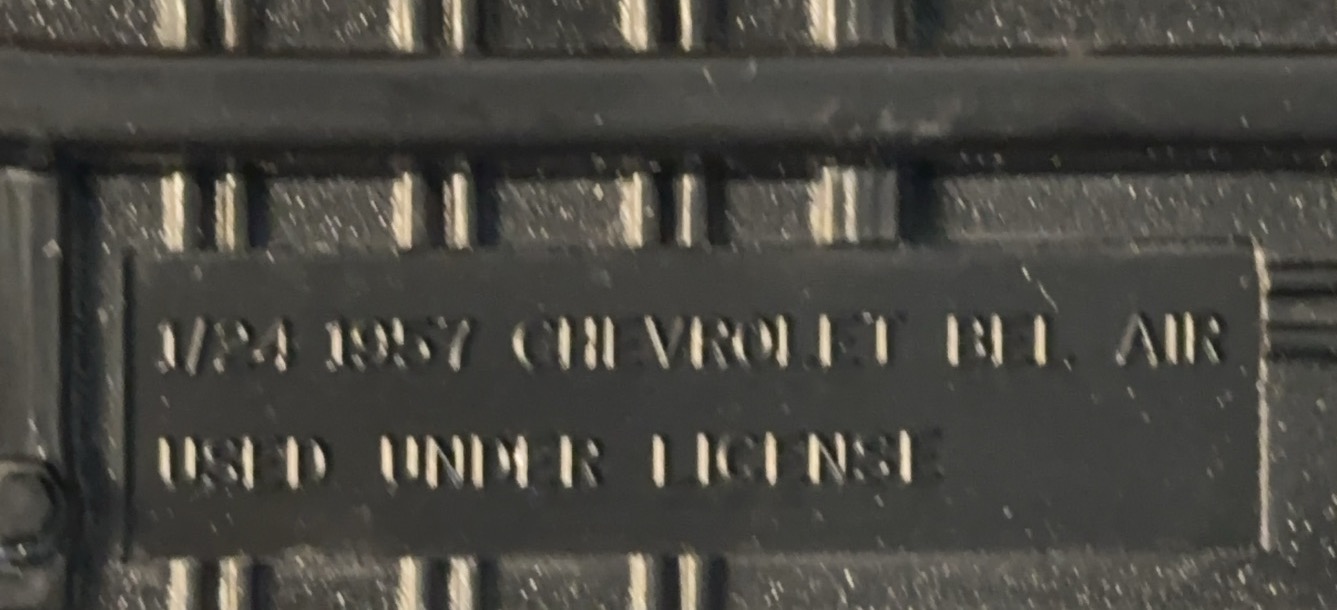 1/24 1957 CHEVROLET BEL AIR
USED UNDER LICENSE